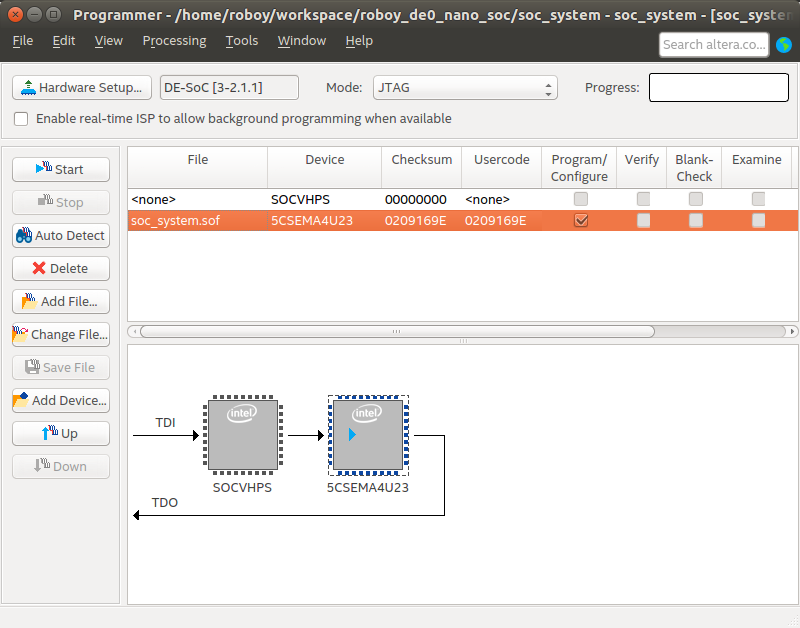 Programmer - /home/roboy/workspace/roboy_de0_nano_soc/soc_system - soc_system - [soc_system
File Edit View Processing Tools Window Help
Search altera.co...
Hardware Setup... DE-SoC [3-2.1.1] Mode: JTAG Progress:
Enable real-time ISP to allow background programming when available
Start
Stop
Auto Detect
Delete
Add File...
Change File...
Save File
Add Device...
Up
Down
File Device Checksum Usercode Program/ Verify Blank- Examine
Configure Check
<none> SOCVHPS 00000000 <none>
soc_system.sof 5CSEMA4U23 0209169E 0209169E
intel intel
TDI
SOCVHPS 5CSEMA4U23
TDO